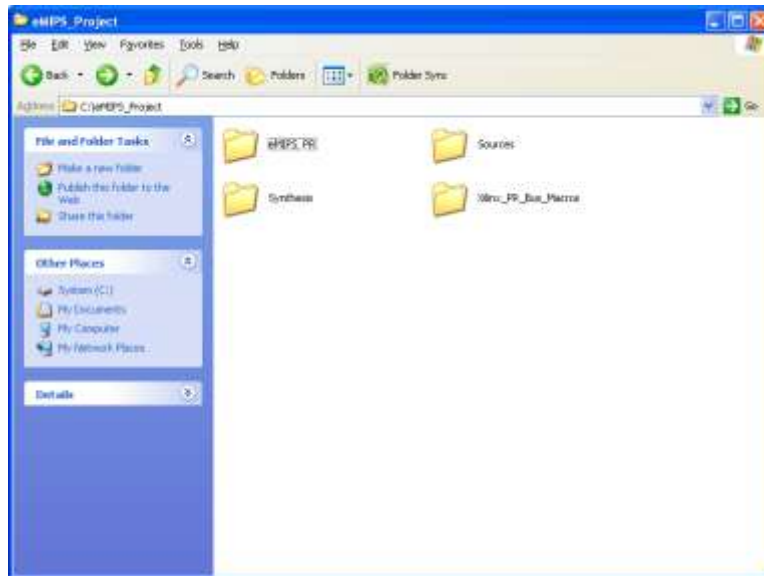 eMIPS_Project
File Edit View Favorites Tools Help
Back Search Folders Folder Sync
Address C:\eMIPS_Project Go
File and Folder Tasks
Make a new folder
Publish this folder to the
Web
Share this folder
Other Places
System (C:)
My Documents
My Computer
My Network Places
Details
eMIPS_PR Sources
Synthesis Xilinx_PR_Bus_Macros